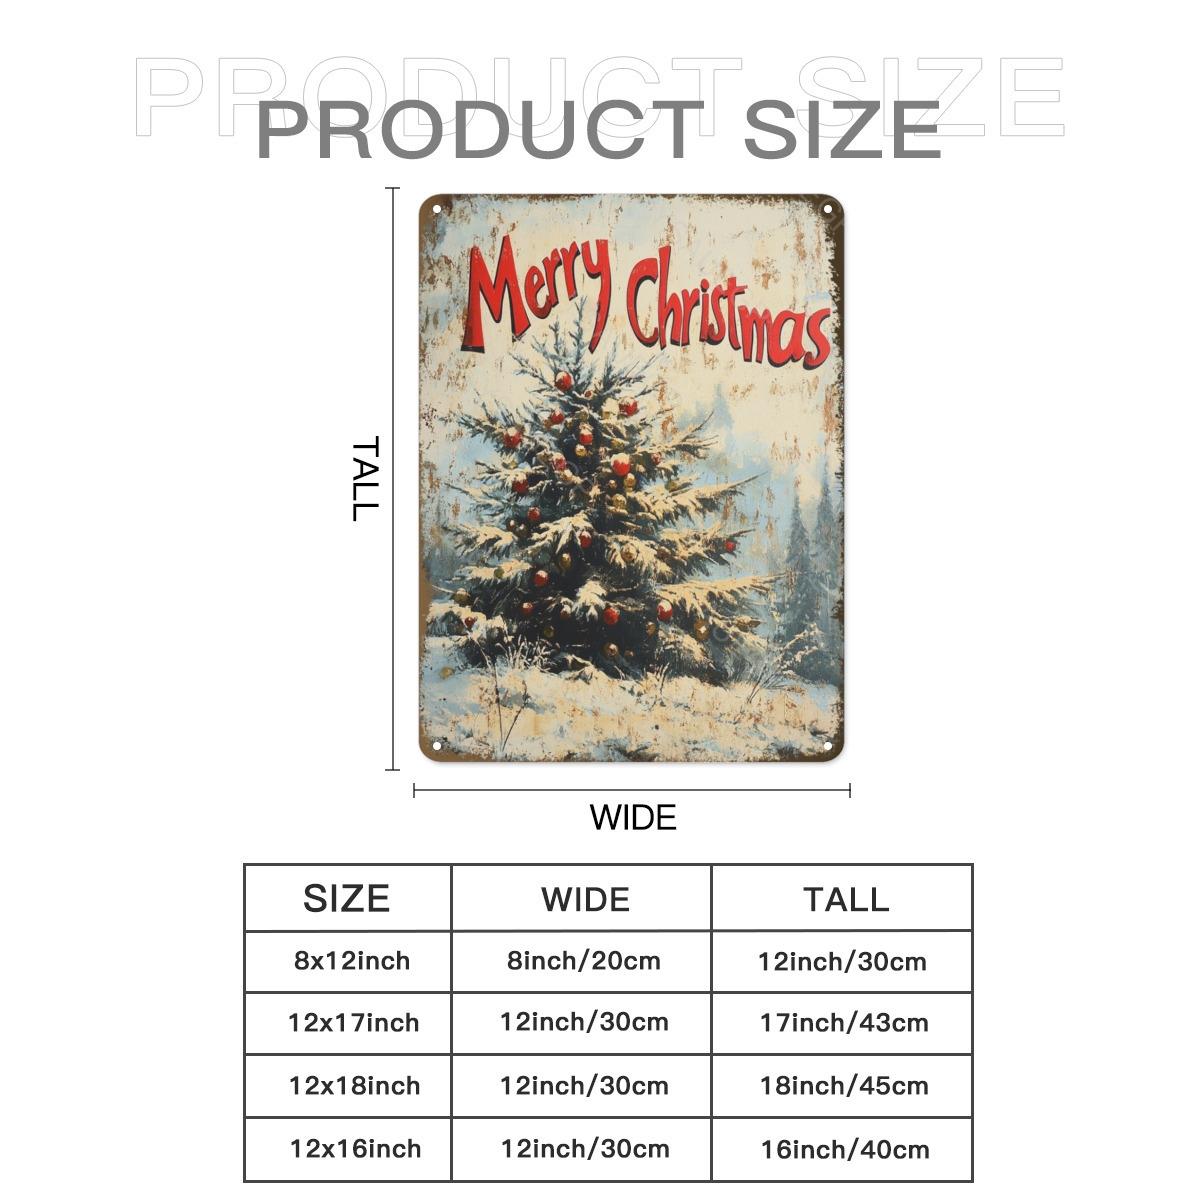 PRODUCT SIZE
PRODUCT SIZE
Merry Christmas
TALL
WIDE
SIZE WIDE TALL
8x12inch 8inch/20cm 12inch/30cm
12x17inch 12inch/30cm 17inch/43cm
12x18inch 12inch/30cm 18inch/45cm
12x16inch 12inch/30cm 16inch/40cm